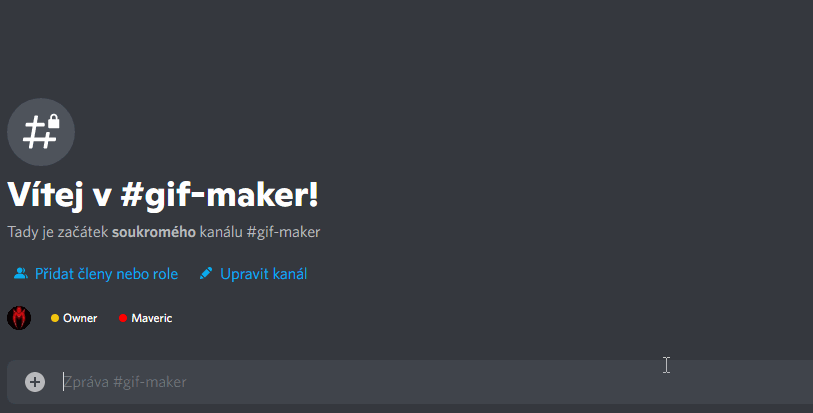 Vítej v #gif-maker!
Tady je začátek soukromého kanálu #gif-maker
Přidat členy nebo role Upravit kanál
Owner Maveric
Zpráva #gif-maker